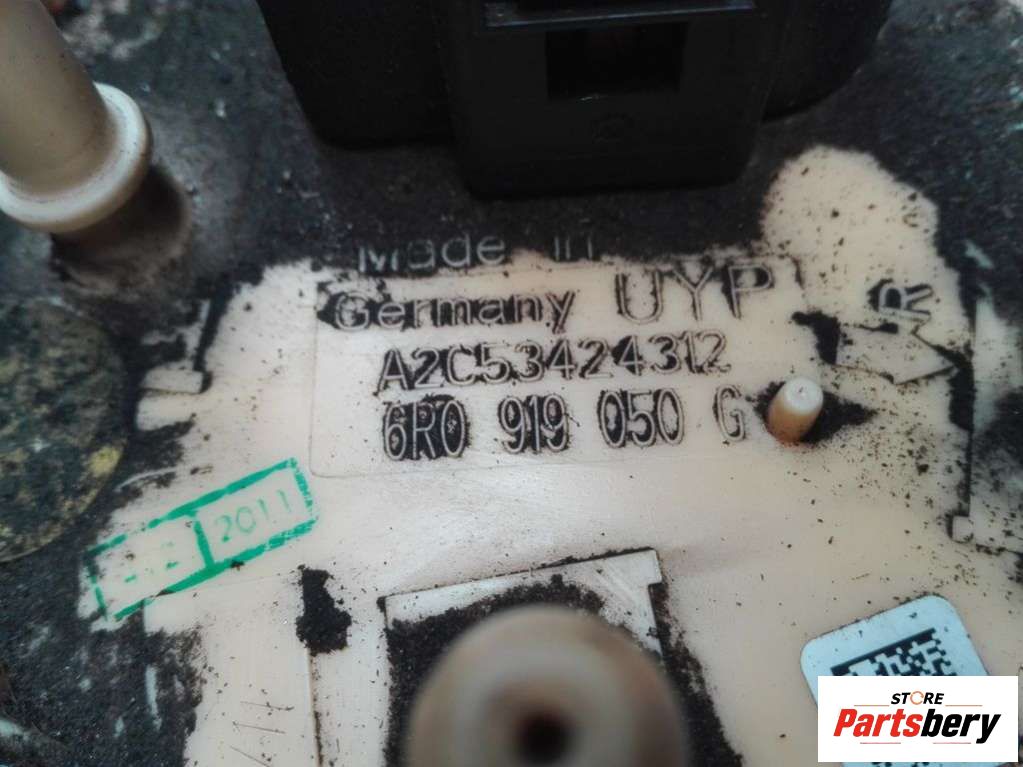 Made in
Germany UYP
A2C53424312
6R0 919 050 G
R
2011
STORE
Partsbery